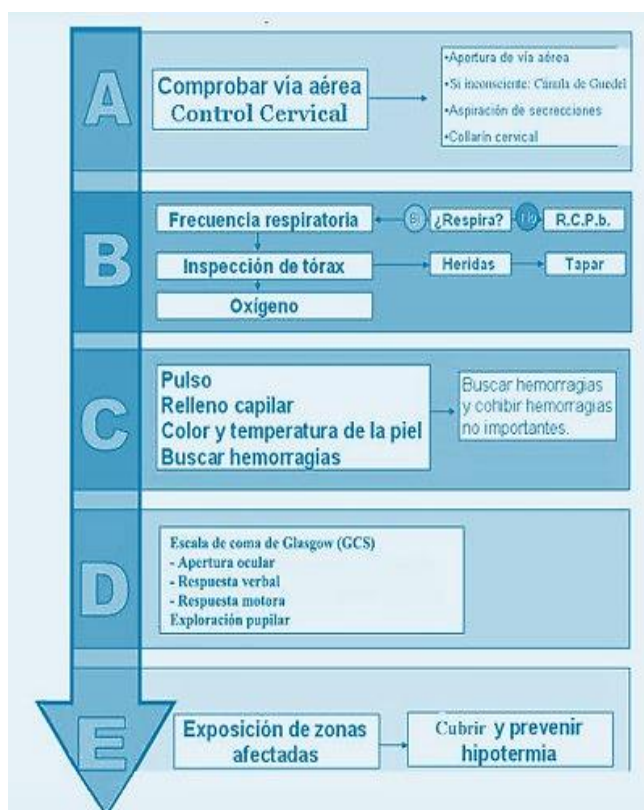 A
Comprobar vía aérea
Control Cervical
•Apertura de vía aérea
•Si inconsciente: Cánula de Guedel
•Aspiración de secrecciones
•Collarín cervical
B
Frecuencia respiratoria
Si
¿Respira?
No
R.C.P.b.
Inspección de tórax
Heridas
Tapar
Oxígeno
C
Pulso
Relleno capilar
Color y temperatura de la piel
Buscar hemorragias
Buscar hemorragias
y cohibir hemorragias
no importantes.
D
Escala de coma de Glasgow (GCS)
- Apertura ocular
- Respuesta verbal
- Respuesta motora
Exploración pupilar
E
Exposición de zonas
afectadas
Cubrir y prevenir
hipotermia